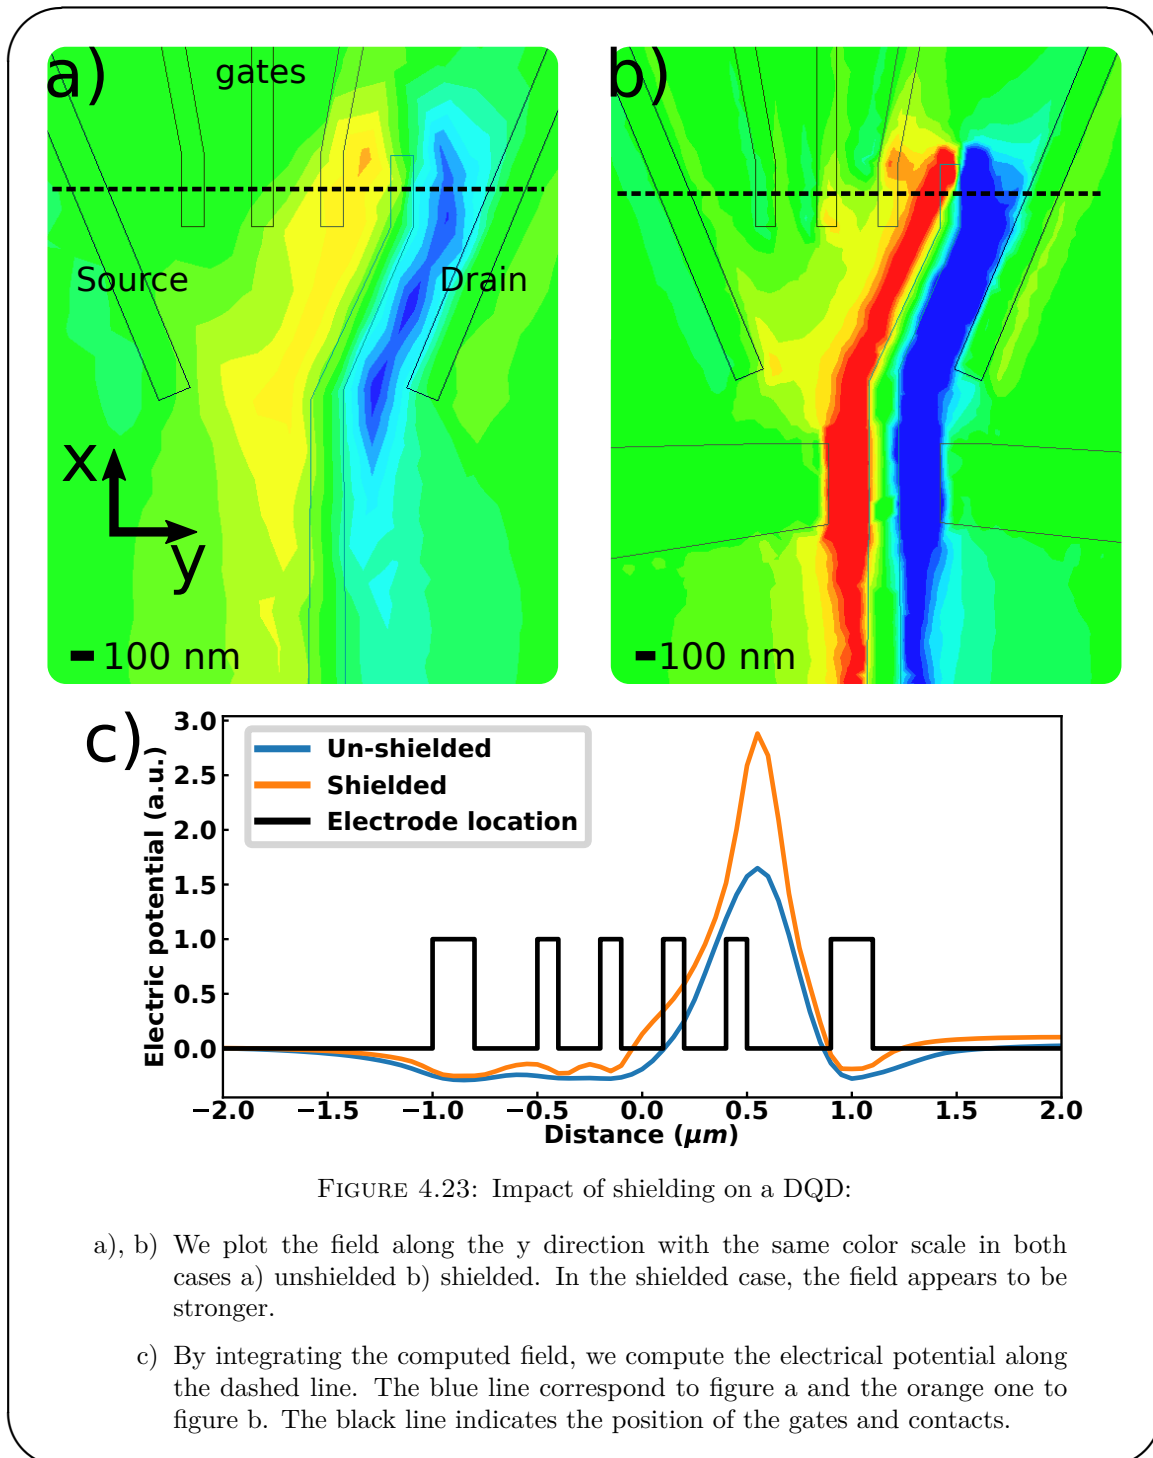 a)
gates
Source
Drain
x
y
100 nm
b)
100 nm
c)
3.0
2.5
2.0
1.5
1.0
0.5
0.0
Electric potential (a.u.)
Un-shielded
Shielded
Electrode location
−2.0 −1.5 −1.0 −0.5 0.0 0.5 1.0 1.5 2.0
Distance (μm)
FIGURE 4.23: Impact of shielding on a DQD:
a), b) We plot the field along the y direction with the same color scale in both
cases a) unshielded b) shielded. In the shielded case, the field appears to be
stronger.
c) By integrating the computed field, we compute the electrical potential along
the dashed line. The blue line correspond to figure a and the orange one to
figure b. The black line indicates the position of the gates and contacts.